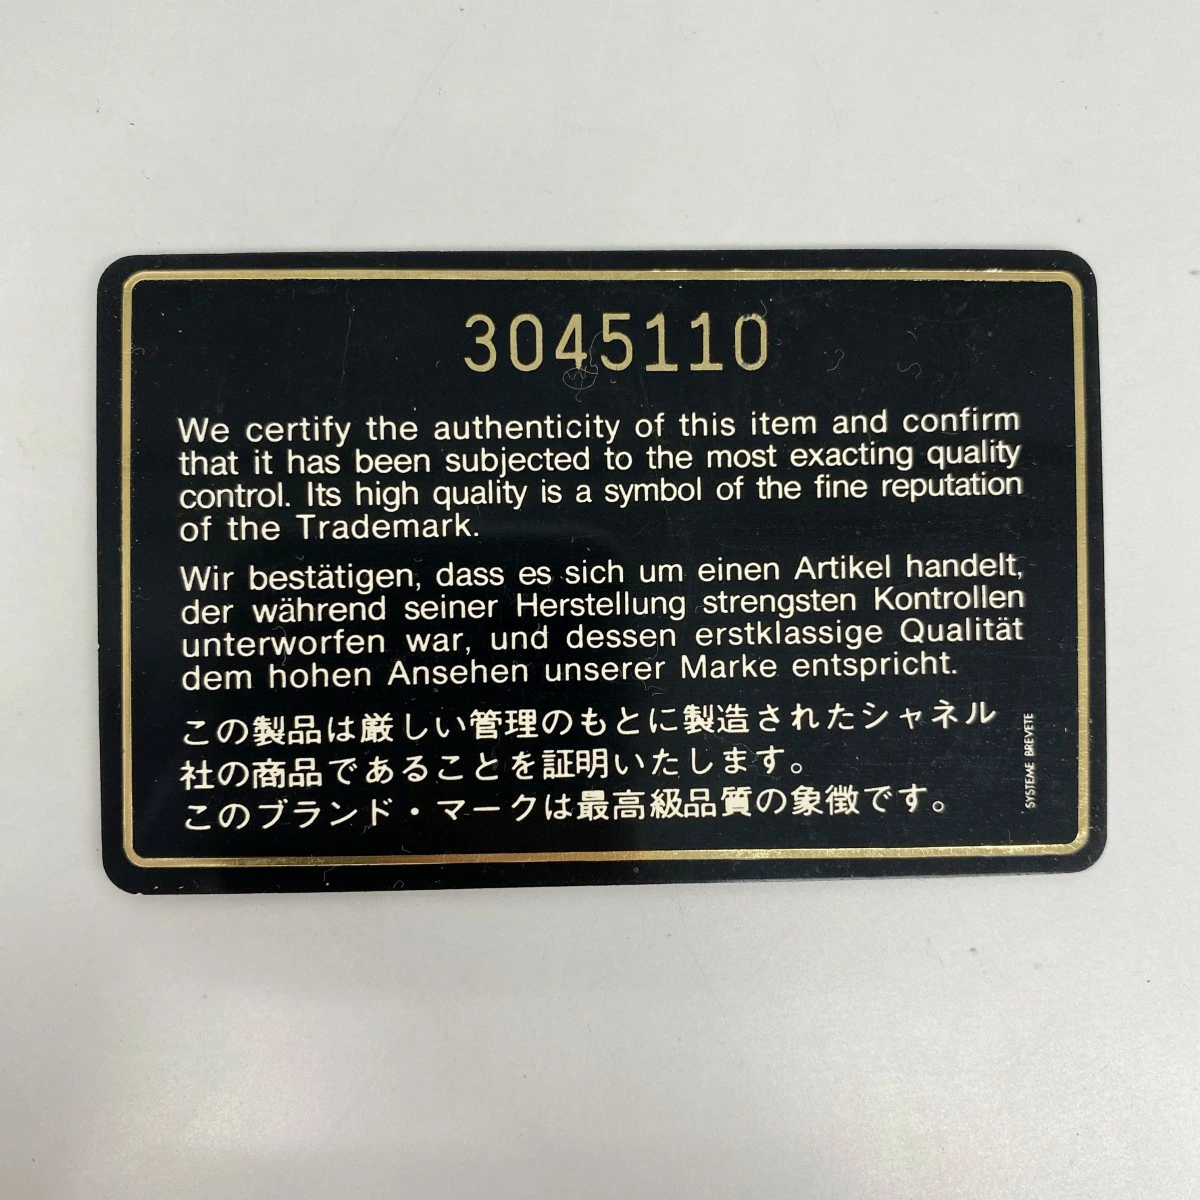 3045110
We certify the authenticity of this item and confirm
that it has been subjected to the most exacting quality
control. Its high quality is a symbol of the fine reputation
of the Trademark.
Wir bestätigen, dass es sich um einen Artikel handelt,
der während seiner Herstellung strengsten Kontrollen
unterworfen war, und dessen erstklassige Qualität
dem hohen Ansehen unserer Marke entspricht.
この製品は厳しい管理のもとに製造されたシャネル
社の商品であることを証明いたします。
このブランド・マークは最高級品質の象徴です。
SYSTEME BREVETE